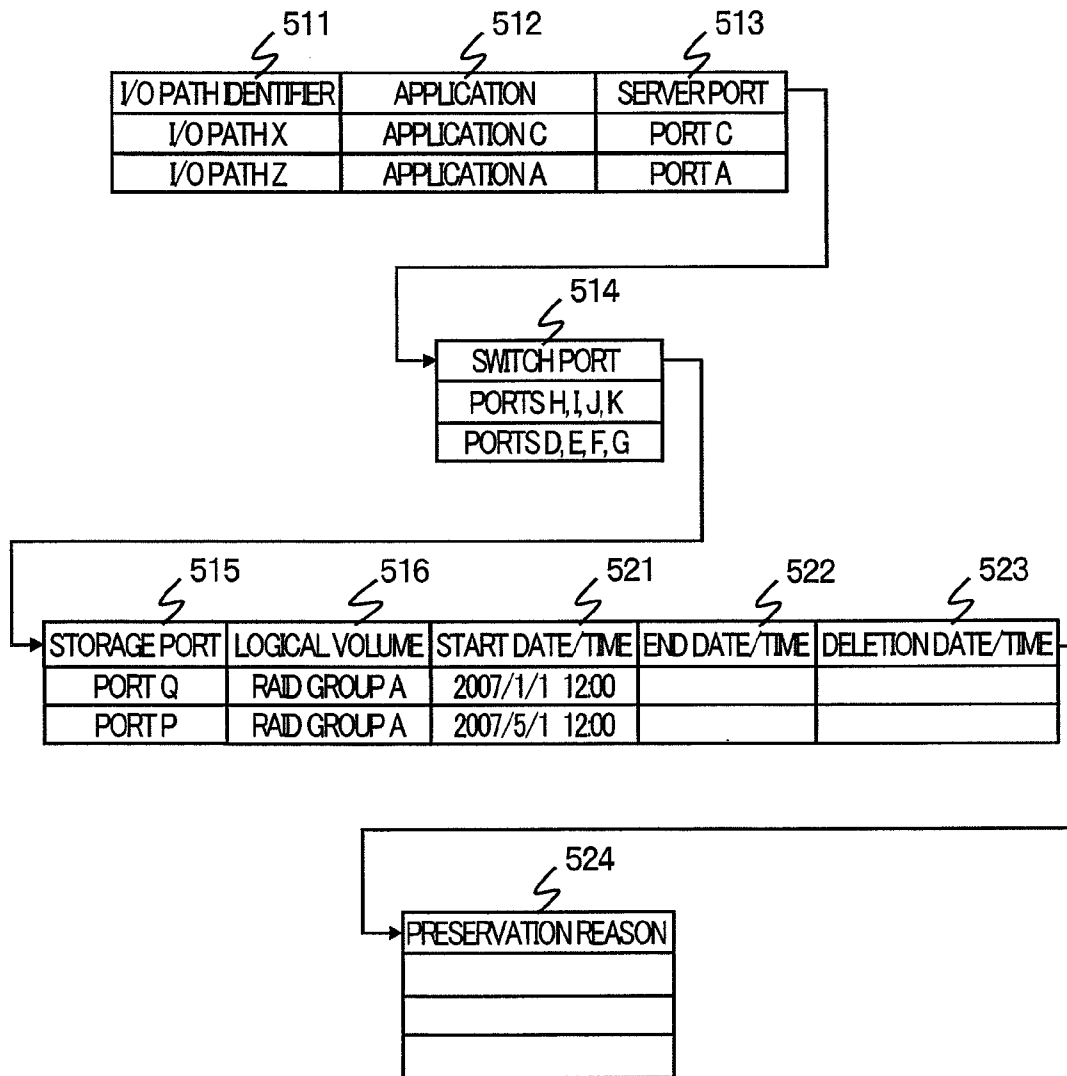 511 512 513
I/O PATH IDENTIFIER APPLICATION SERVER PORT
I/O PATH X APPLICATION C PORT C
I/O PATH Z APPLICATION A PORT A
514
SWITCH PORT
PORTS H, I, J, K
PORTS D, E, F, G
515 516 521 522 523
STORAGE PORT LOGICAL VOLUME START DATE/TIME END DATE/TIME DELETION DATE/TIME
PORT Q RAID GROUP A 2007/1/1 12:00
PORT P RAID GROUP A 2007/5/1 12:00
524
PRESERVATION REASON